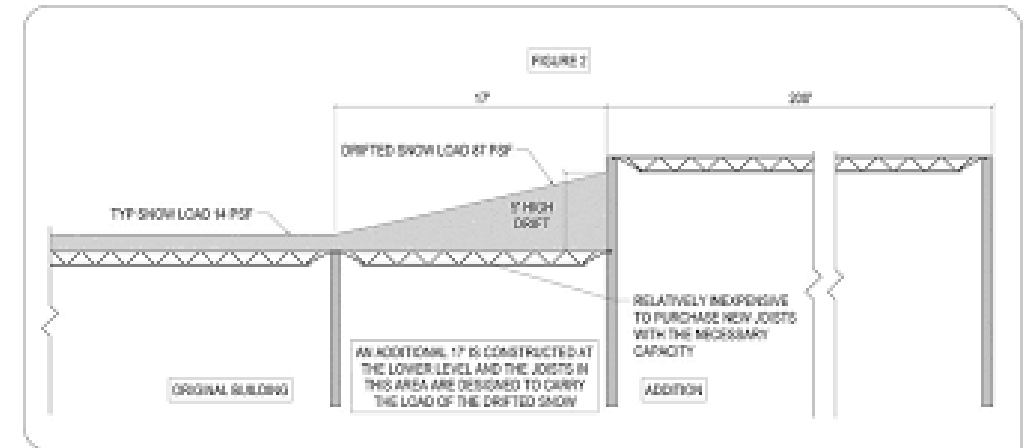 FIGURE 2
17'
200'
DRIFTED SNOW LOAD 87 PSF
TYP SNOW LOAD 14 PSF
5' HIGH
DRIFT
RELATIVELY INEXPENSIVE
TO PURCHASE NEW JOISTS
WITH THE NECESSARY
CAPACITY
AN ADDITIONAL 17' IS CONSTRUCTED AT
THE LOWER LEVEL AND THE JOISTS IN
THIS AREA ARE DESIGNED TO CARRY
THE LOAD OF THE DRIFTED SNOW
ORIGINAL BUILDING
ADDITION